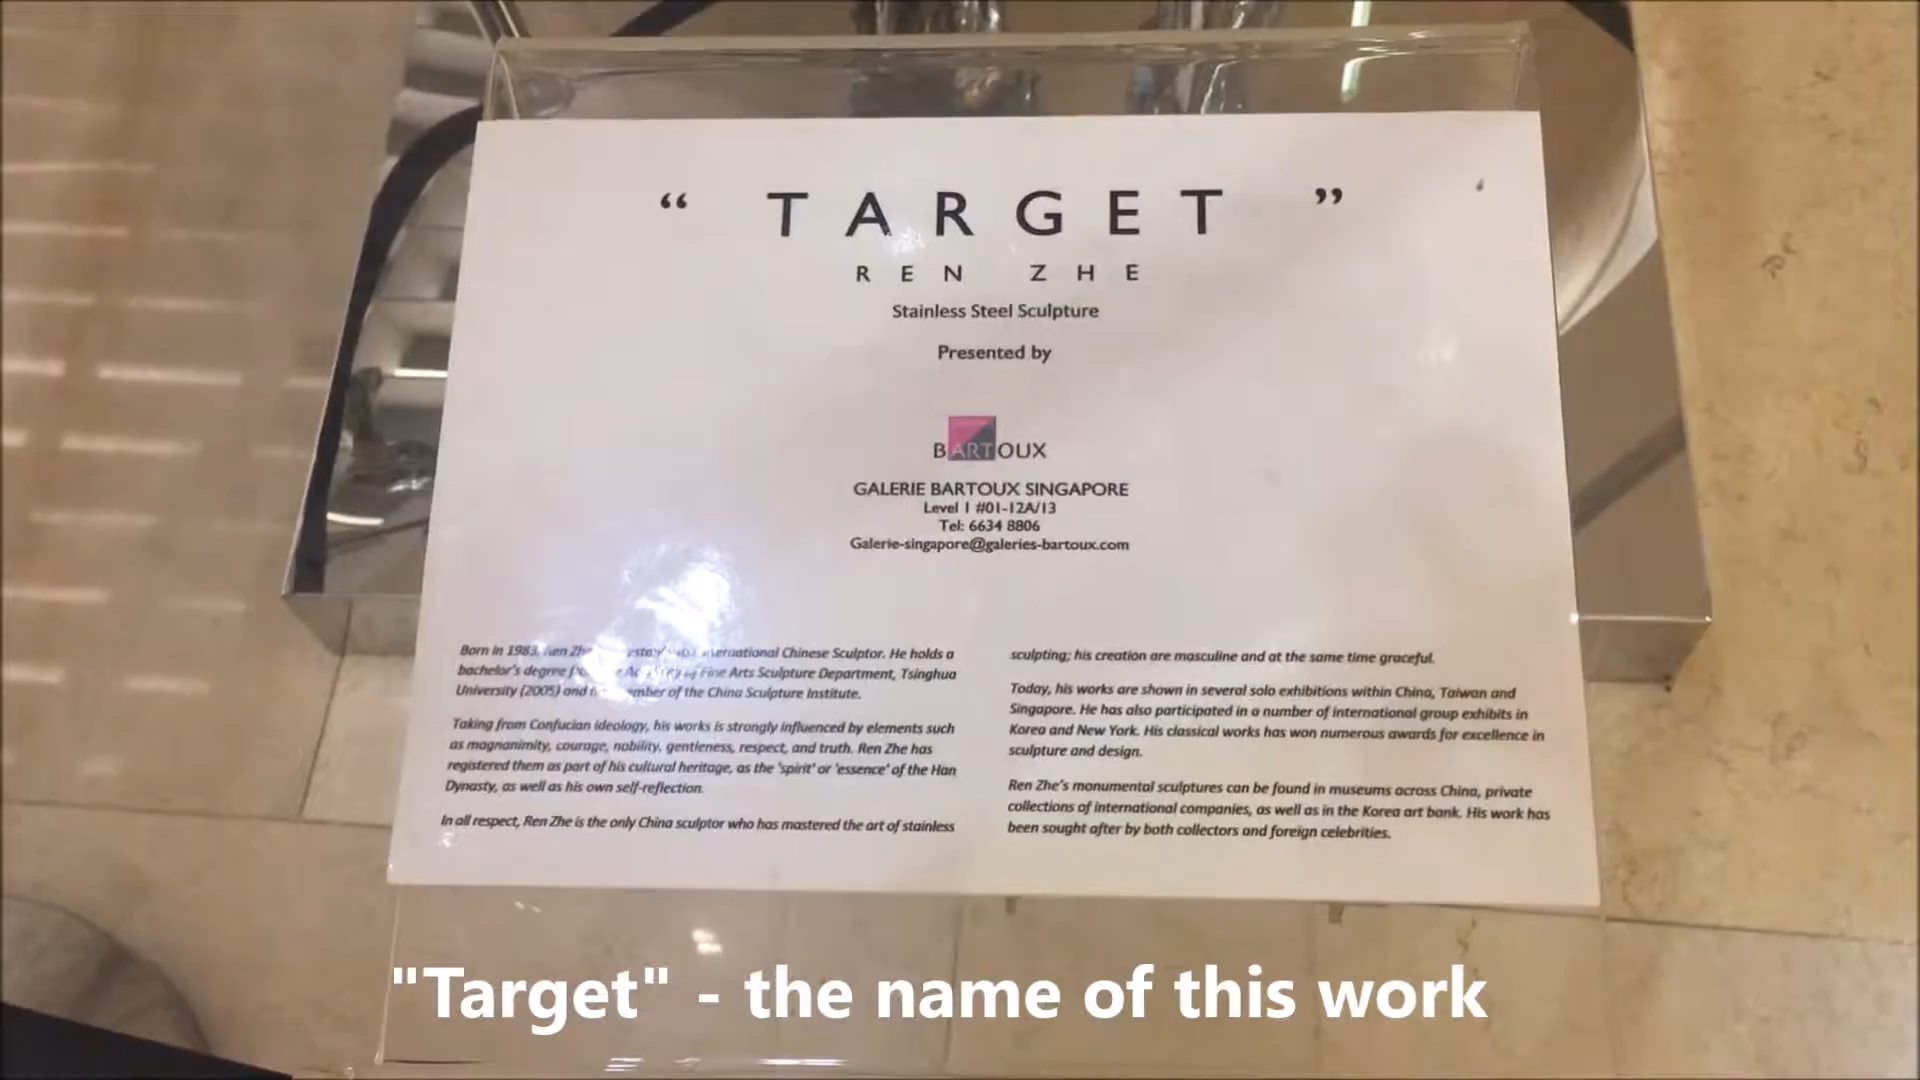 “ TARGET ”
REN ZHE
Stainless Steel Sculpture
Presented by
BARTOUX
GALERIE BARTOUX SINGAPORE
Level 1 #01-12A/13
Tel: 6634 8806
Galerie-singapore@galeries-bartoux.com
Born in 1983, Ren Zhe Chinese Sculptor. He holds a
bachelor's degree Fine Arts Sculpture Department, Tsinghua
University (2005) and of the China Sculpture Institute.
Taking from Confucian ideology, his works is strongly influenced by elements such
as magnanimity, courage, nobility, gentleness, respect, and truth. Ren Zhe has
registered them as part of his cultural heritage, as the 'spirit' or 'essence' of the Han
Dynasty, as well as his own self-reflection.
In all respect, Ren Zhe is the only China sculptor who has mastered the art of stainless
sculpting; his creation are masculine and at the same time graceful.
Today, his works are shown in several solo exhibitions within China, Taiwan and
Singapore. He has also participated in a number of international group exhibits in
Korea and New York. His classical works has won numerous awards for excellence in
sculpture and design.
Ren Zhe's monumental sculptures can be found in museums across China, private
collections of international companies, as well as in the Korea art bank. His work has
been sought after by both collectors and foreign celebrities.
"Target" - the name of this work